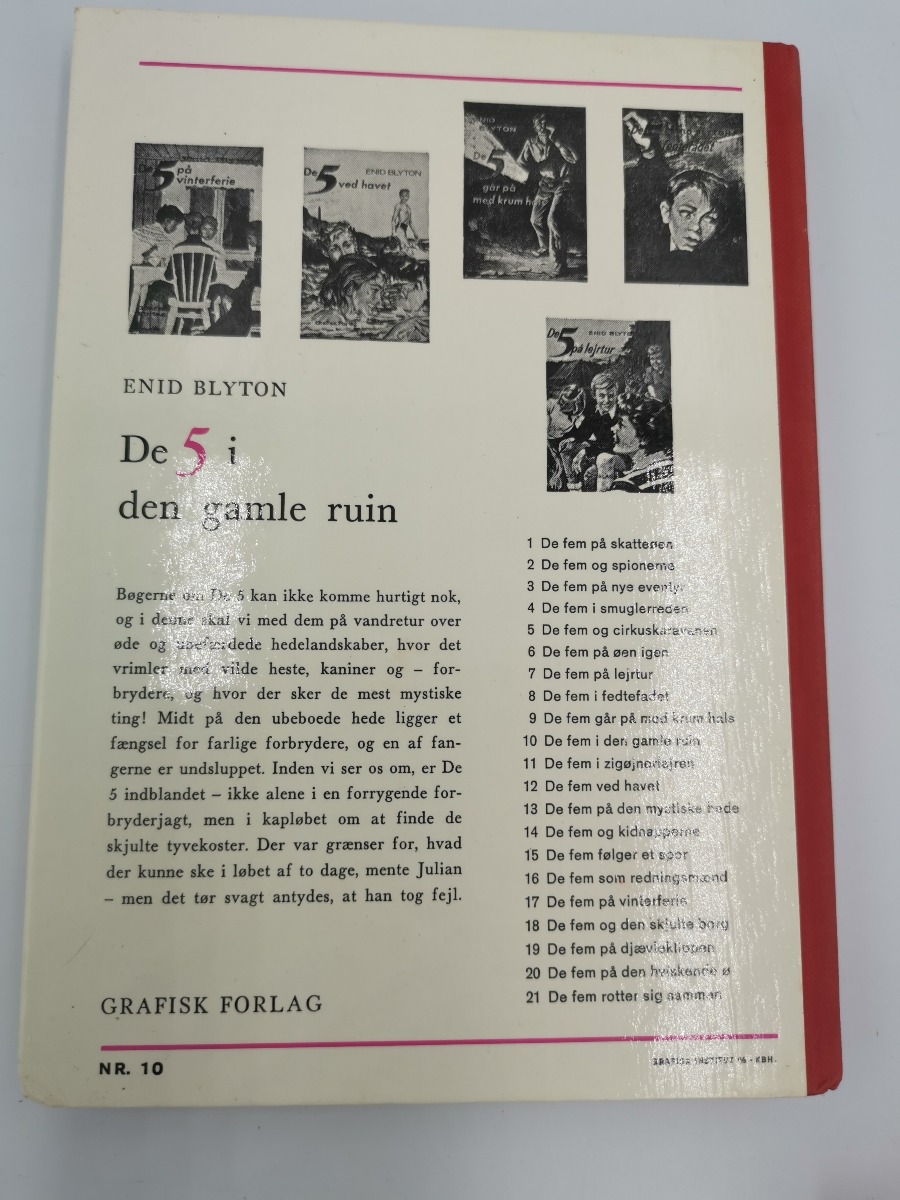 De 5 på
vinterferie
De 5 ENID BLYTON
ved havet
ENID
BLYTON
De 5
går på
med krum hals
De
De 5 ENID BLYTON
på lejrtur
ENID BLYTON
De 5 i
den gamle ruin
Bøgerne om De 5 kan ikke komme hurtigt nok,
og i denne skal vi med dem på vandretur over
øde og ubefærdede hedelandskaber, hvor det
vrimler med vilde heste, kaniner og – for-
brydere, og hvor der sker de mest mystiske
ting! Midt på den ubeboede hede ligger et
fængsel for farlige forbrydere, og en af fan-
gerne er undsluppet. Inden vi ser os om, er De
5 indblandet – ikke alene i en forrygende for-
bryderjagt, men i kapløbet om at finde de
skjulte tyvekoster. Der var grænser for, hvad
der kunne ske i løbet af to dage, mente Julian
– men det tør svagt antydes, at han tog fejl.
1 De fem på skatteøen
2 De fem og spionerne
3 De fem på nye eventyr
4 De fem i smuglerreden
5 De fem og cirkuskaravanen
6 De fem på øen igen
7 De fem på lejrtur
8 De fem i fedtefadet
9 De fem går på med krum hals
10 De fem i den gamle ruin
11 De fem i zigøjnerlejren
12 De fem ved havet
13 De fem på den mystiske hede
14 De fem og kidnapperne
15 De fem følger et spor
16 De fem som redningsmænd
17 De fem på vinterferie
18 De fem og den skjulte borg
19 De fem på djævleklippen
20 De fem på den hviskende ø
21 De fem rotter sig sammen
GRAFISK FORLAG
NR. 10
GRAFISK INSTITUT - KBH.